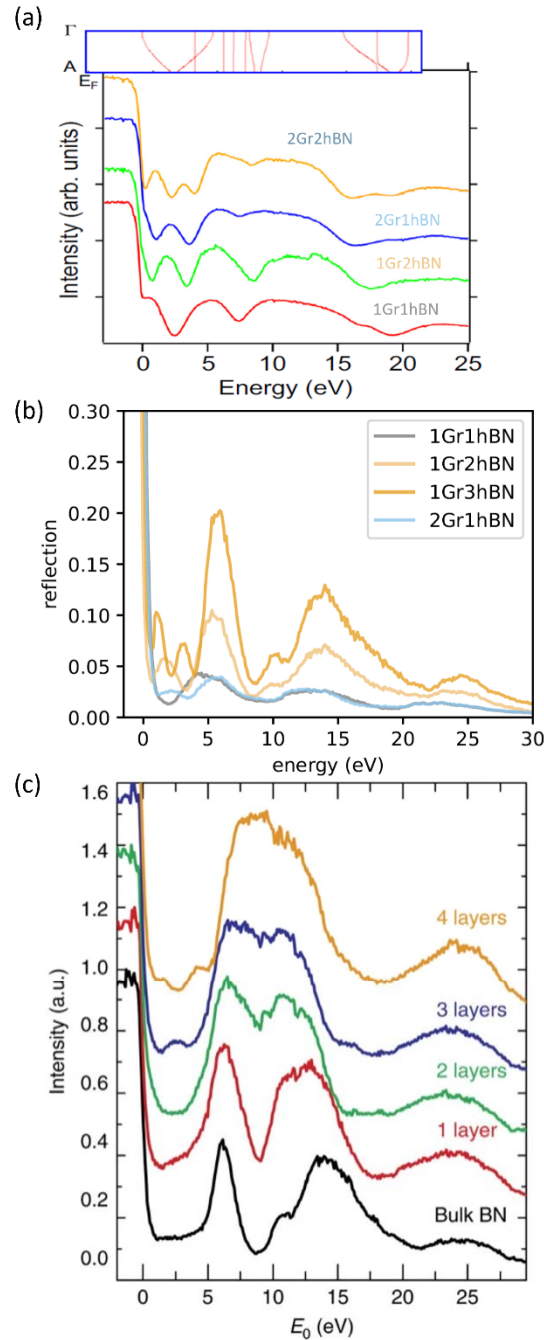 (a)
Γ
A
E_F
2Gr2hBN
2Gr1hBN
1Gr2hBN
1Gr1hBN
Intensity (arb. units)
0 5 10 15 20 25
Energy (eV)
(b)
0.30
0.25
0.20
0.15
0.10
0.05
0.00
reflection
1Gr1hBN
1Gr2hBN
1Gr3hBN
2Gr1hBN
0 5 10 15 20 25 30
energy (eV)
(c)
1.6
1.4
1.2
1.0
0.8
0.6
0.4
0.2
0.0
Intensity (a.u.)
4 layers
3 layers
2 layers
1 layer
Bulk BN
0 5 10 15 20 25
E₀ (eV)